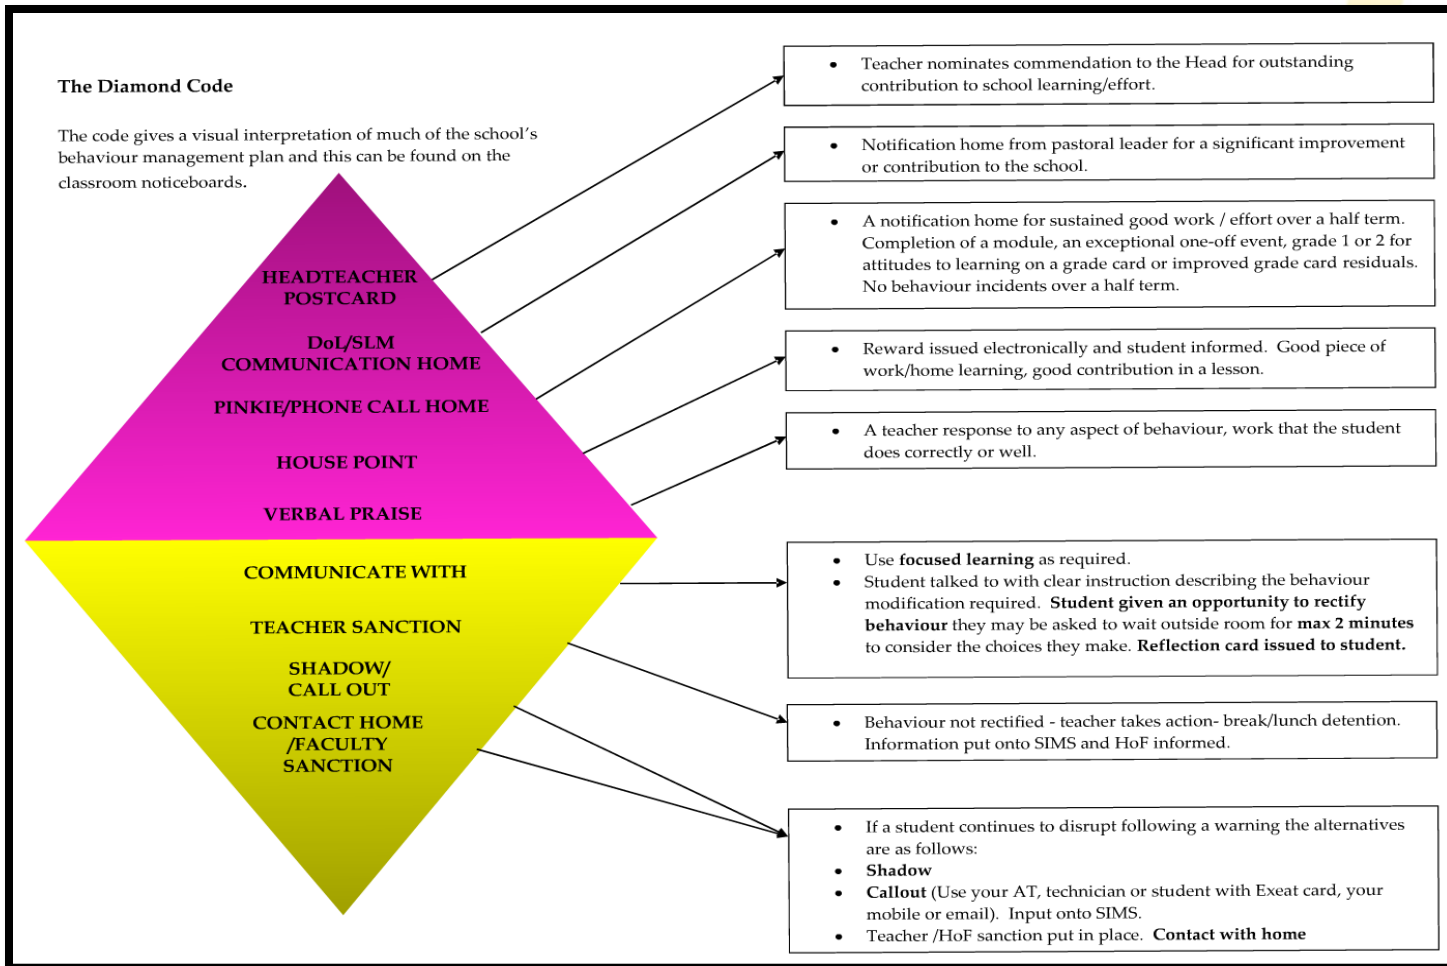 The Diamond Code
The code gives a visual interpretation of much of the school's
behaviour management plan and this can be found on the
classroom noticeboards.
HEADTEACHER
POSTCARD
DoL/SLM
COMMUNICATION HOME
PINKIE/PHONE CALL HOME
HOUSE POINT
VERBAL PRAISE
COMMUNICATE WITH
TEACHER SANCTION
SHADOW/
CALL OUT
CONTACT HOME
/FACULTY
SANCTION
• Teacher nominates commendation to the Head for outstanding
contribution to school learning/effort.
• Notification home from pastoral leader for a significant improvement
or contribution to the school.
• A notification home for sustained good work / effort over a half term.
Completion of a module, an exceptional one-off event, grade 1 or 2 for
attitudes to learning on a grade card or improved grade card residuals.
No behaviour incidents over a half term.
• Reward issued electronically and student informed. Good piece of
work/home learning, good contribution in a lesson.
• A teacher response to any aspect of behaviour, work that the student
does correctly or well.
• Use focused learning as required.
• Student talked to with clear instruction describing the behaviour
modification required. Student given an opportunity to rectify
behaviour they may be asked to wait outside room for max 2 minutes
to consider the choices they make. Reflection card issued to student.
• Behaviour not rectified - teacher takes action- break/lunch detention.
Information put onto SIMS and HoF informed.
• If a student continues to disrupt following a warning the alternatives
are as follows:
• Shadow
• Callout (Use your AT, technician or student with Exeat card, your
mobile or email). Input onto SIMS.
• Teacher /HoF sanction put in place. Contact with home